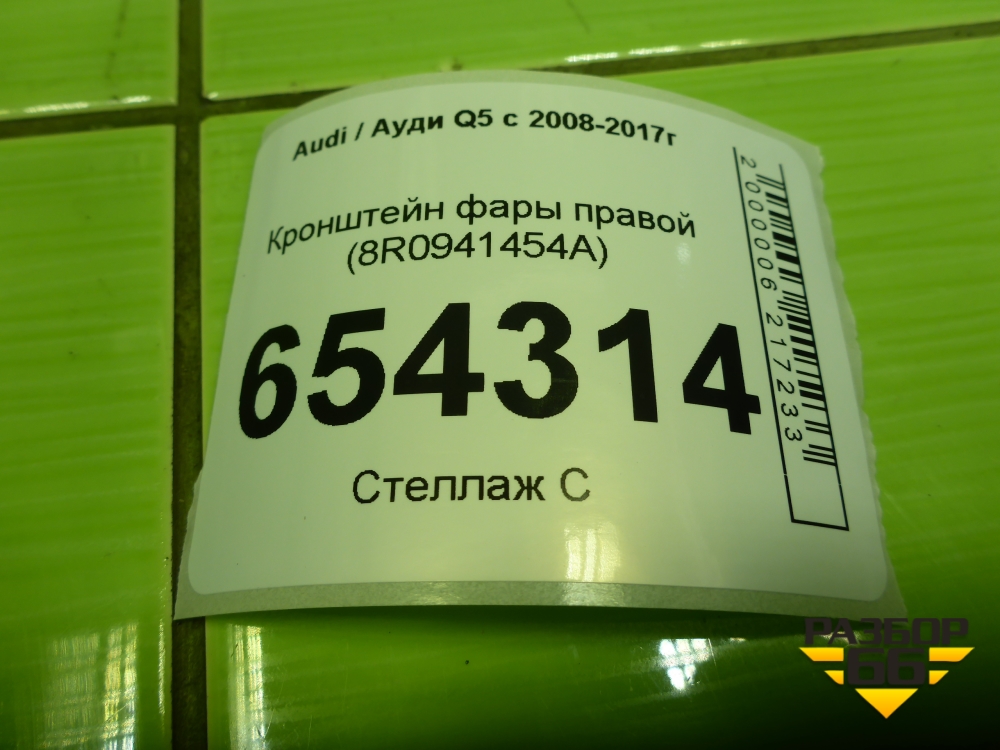 Audi / Ауди Q5 с 2008-2017г
Кронштейн фары правой
(8R0941454A)
654314
Стеллаж С
2000006217233
РАЗБОР
66